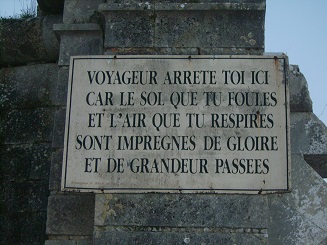 VOYAGEUR ARRETE TOI ICI
CAR LE SOL QUE TU FOULES
ET L'AIR QUE TU RESPIRES
SONT IMPREGNES DE GLOIRE
ET DE GRANDEUR PASSEES